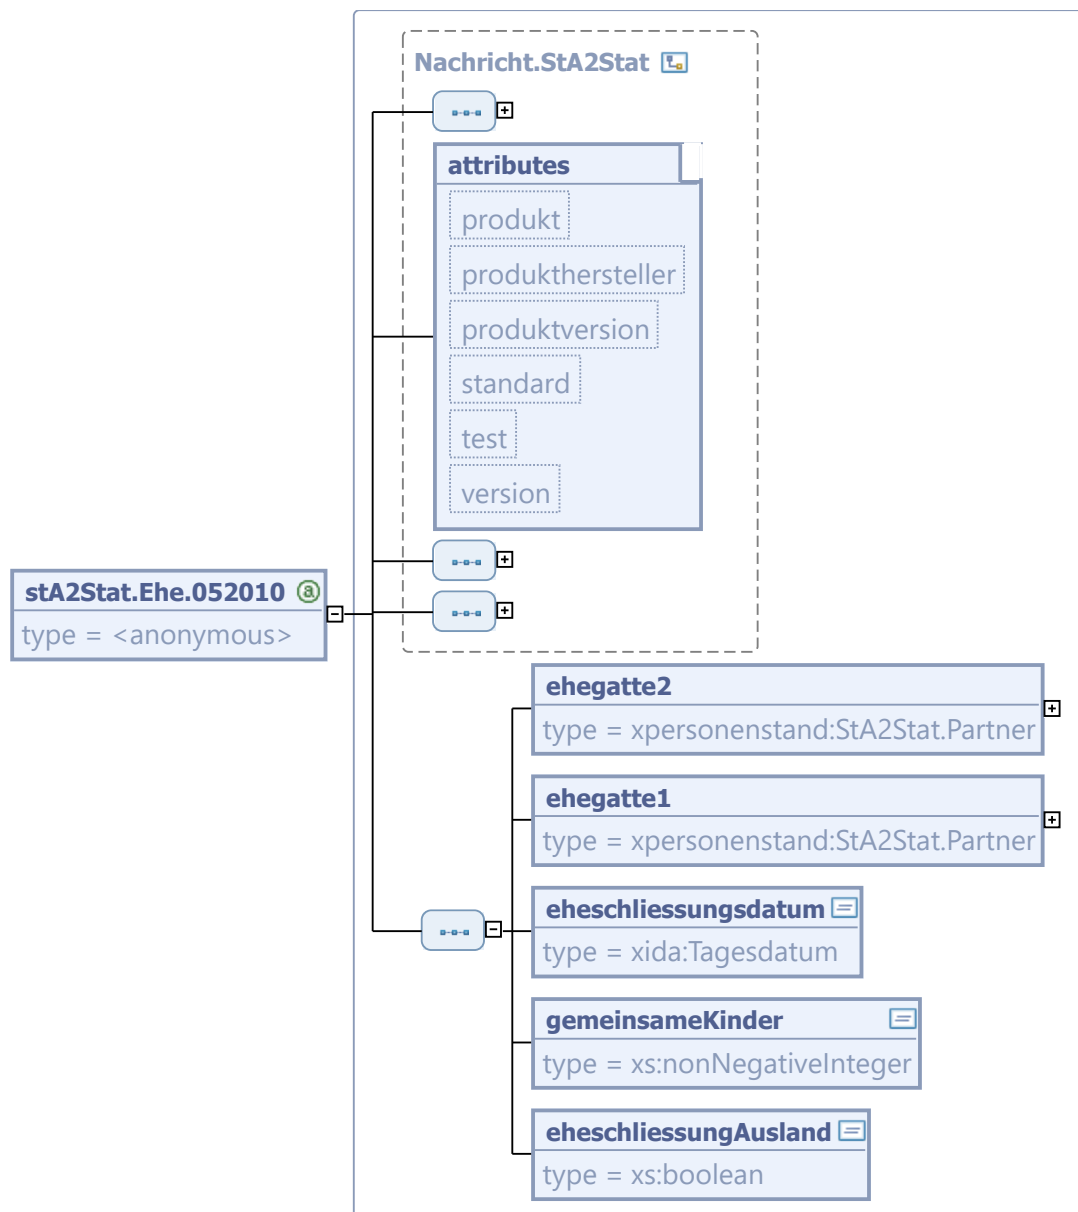 Nachricht.StA2Stat
attributes
produkt
produkthersteller
produktversion
standard
test
version
stA2Stat.Ehe.052010
type = <anonymous>
ehegatte2
type = xpersonenstand:StA2Stat.Partner
ehegatte1
type = xpersonenstand:StA2Stat.Partner
eheschliessungsdatum
type = xida:Tagesdatum
gemeinsameKinder
type = xs:nonNegativeInteger
eheschliessungAusland
type = xs:boolean